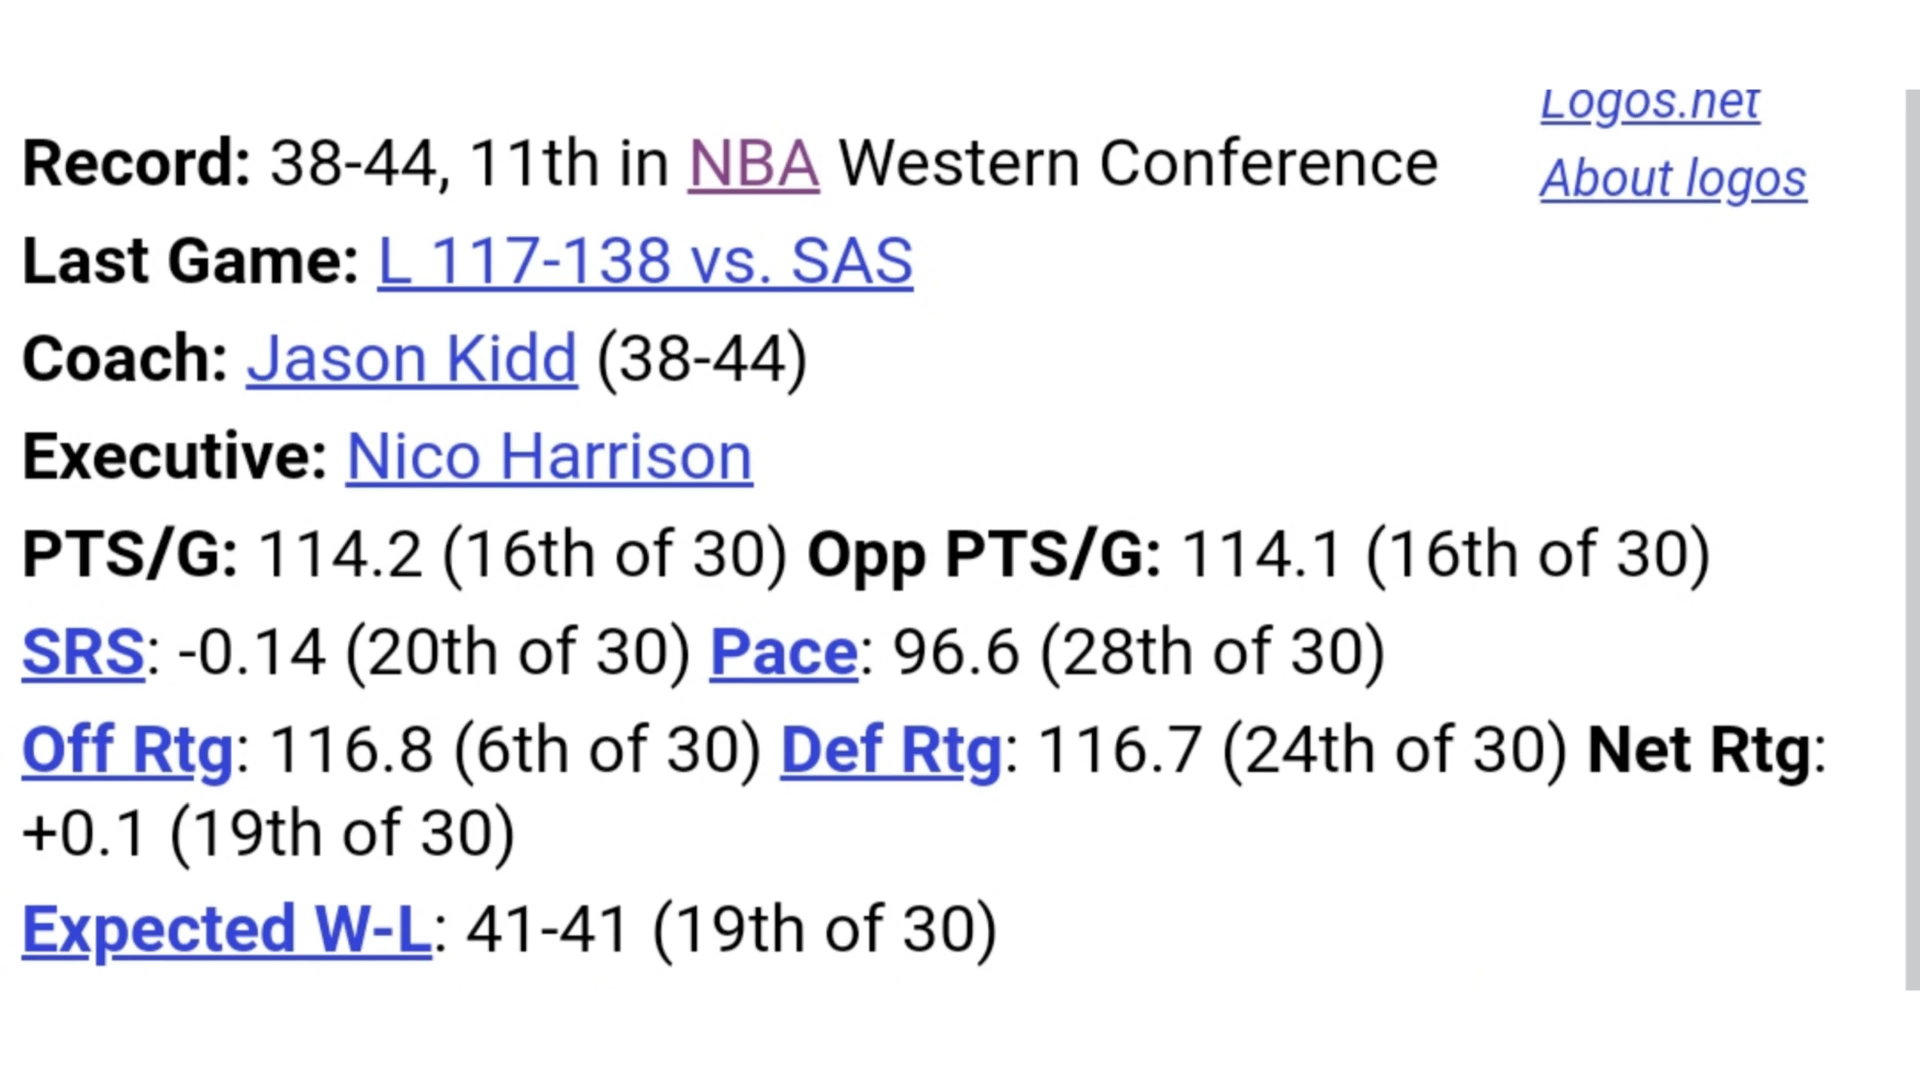 Logos.net
Record: 38-44, 11th in NBA Western Conference
About logos
Last Game: L 117-138 vs. SAS
Coach: Jason Kidd (38-44)
Executive: Nico Harrison
PTS/G: 114.2 (16th of 30) Opp PTS/G: 114.1 (16th of 30)
SRS: -0.14 (20th of 30) Pace: 96.6 (28th of 30)
Off Rtg: 116.8 (6th of 30) Def Rtg: 116.7 (24th of 30) Net Rtg:
+0.1 (19th of 30)
Expected W-L: 41-41 (19th of 30)